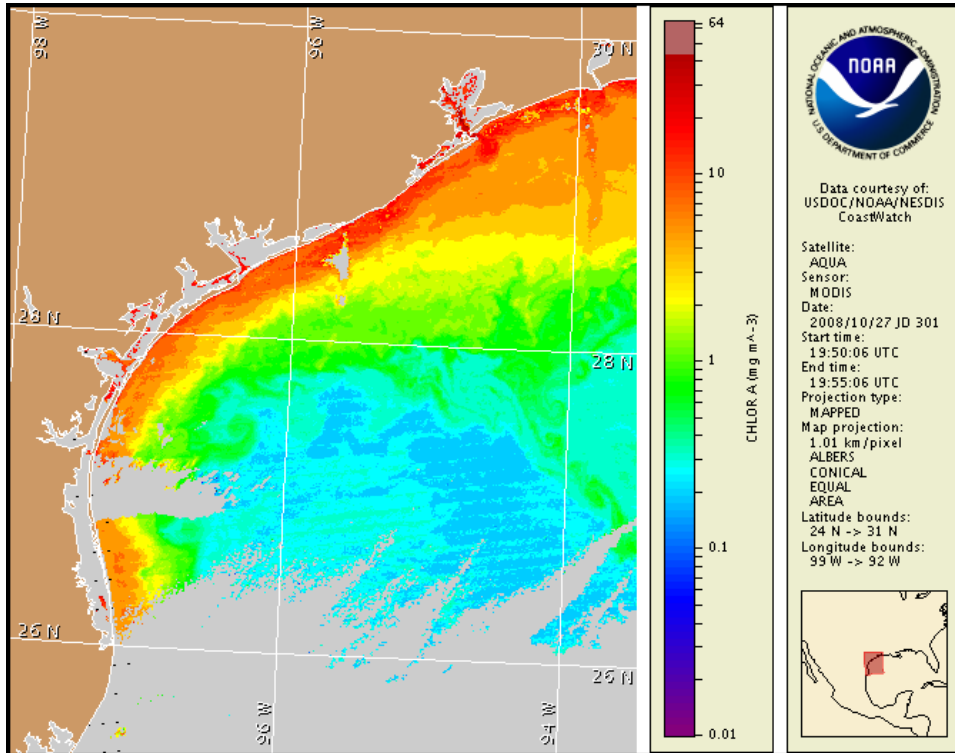 98 W
96 W
30 N
28 N
28 N
26 N
26 N
96 W
94 W
64
10
1
0.1
0.01
CHLOR A (mg m^-3)
NATIONAL OCEANIC AND ATMOSPHERIC ADMINISTRATION
NOAA
U.S. DEPARTMENT OF COMMERCE
Data courtesy of:
USDOC/NOAA/NESDIS
CoastWatch
Satellite:
AQUA
Sensor:
MODIS
Date:
2008/10/27 JD 301
Start time:
19:50:06 UTC
End time:
19:55:06 UTC
Projection type:
MAPPED
Map projection:
1.01 km/pixel
ALBERS
CONICAL
EQUAL
AREA
Latitude bounds:
24 N -> 31 N
Longitude bounds:
99 W -> 92 W